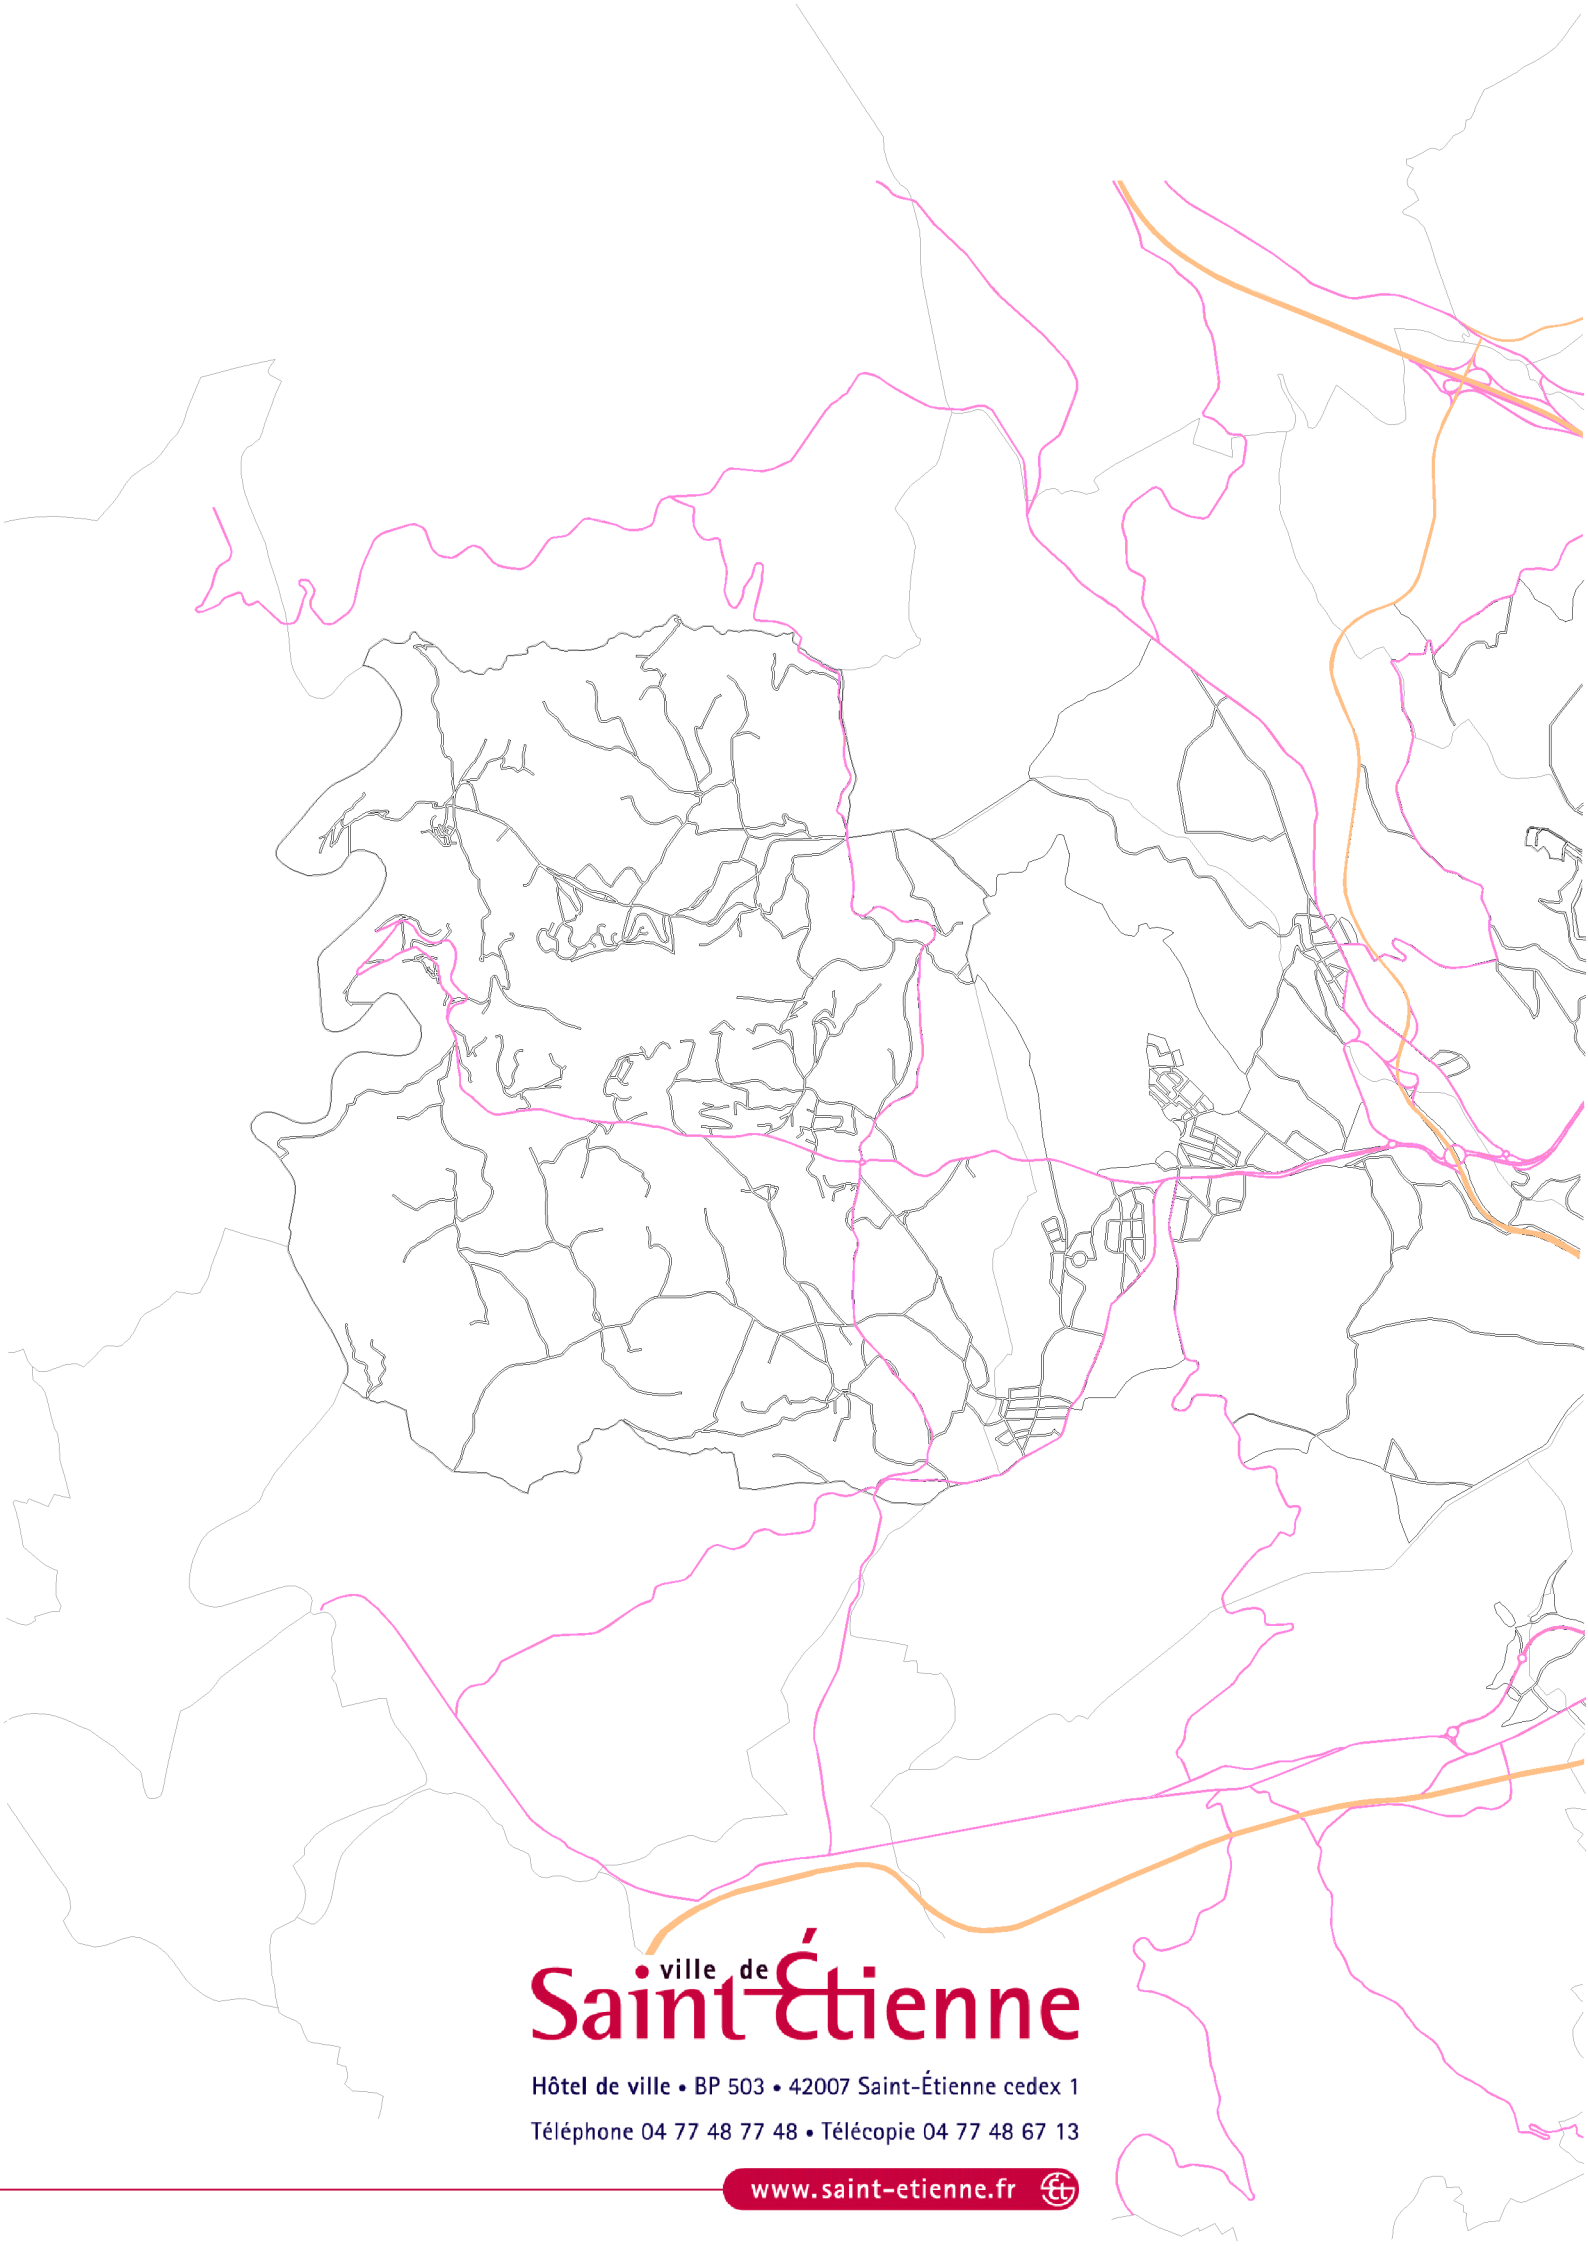 ville de
Saint-Étienne
Hôtel de ville • BP 503 • 42007 Saint-Étienne cedex 1
Téléphone 04 77 48 77 48 • Télécopie 04 77 48 67 13
www.saint-etienne.fr